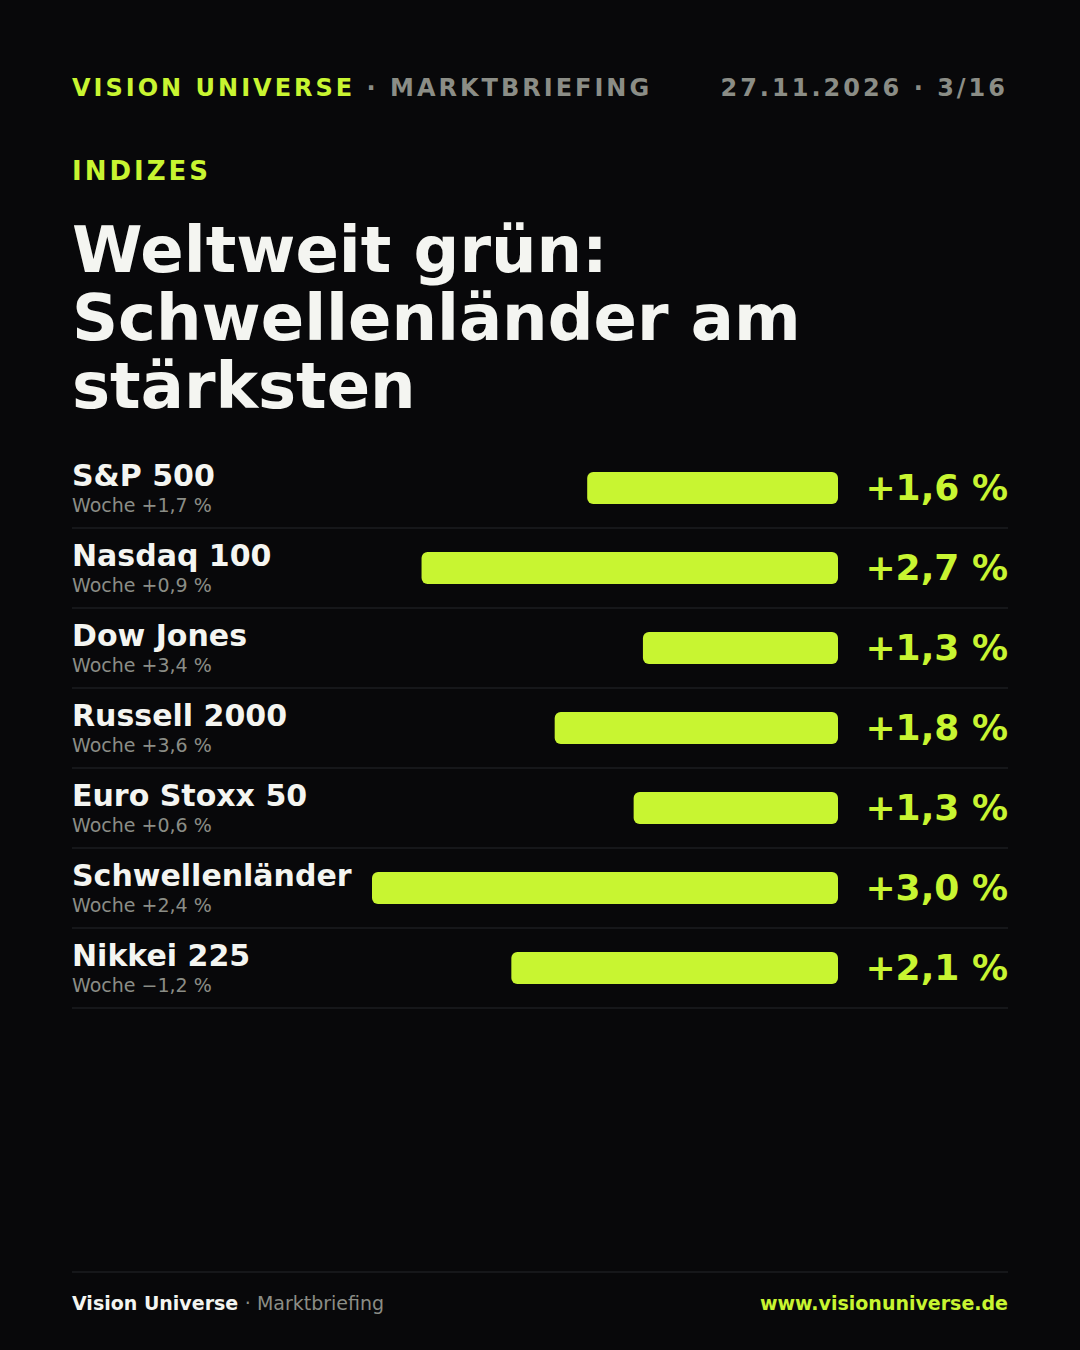 VISION UNIVERSE · MARKTBRIEFING 27.11.2026 · 3/16
INDIZES
Weltweit grün:
Schwellenländer am
stärksten
S&P 500 +1,6 %
Woche +1,7 %
Nasdaq 100 +2,7 %
Woche +0,9 %
Dow Jones +1,3 %
Woche +3,4 %
Russell 2000 +1,8 %
Woche +3,6 %
Euro Stoxx 50 +1,3 %
Woche +0,6 %
Schwellenländer +3,0 %
Woche +2,4 %
Nikkei 225 +2,1 %
Woche −1,2 %
Vision Universe · Marktbriefing www.visionuniverse.de